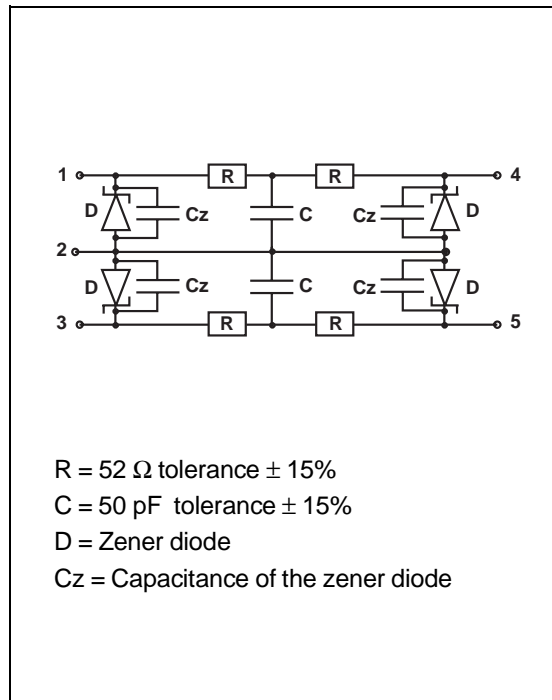 1 R R 4
D Cz C Cz D
2
D Cz C Cz D
3 R R 5
R = 52 Ω tolerance ± 15%
C = 50 pF tolerance ± 15%
D = Zener diode
Cz = Capacitance of the zener diode